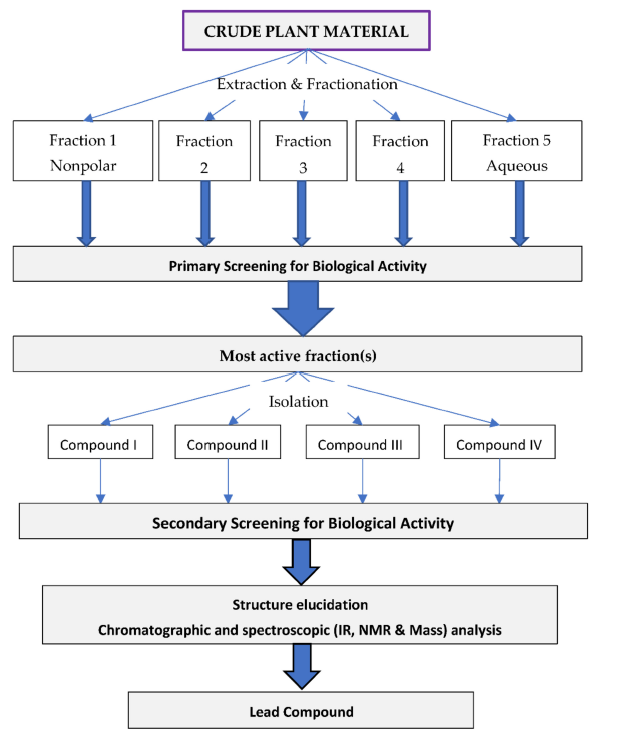 CRUDE PLANT MATERIAL
Extraction & Fractionation
Fraction 1
Nonpolar
Fraction
2
Fraction
3
Fraction
4
Fraction 5
Aqueous
Primary Screening for Biological Activity
Most active fraction(s)
Isolation
Compound I
Compound II
Compound III
Compound IV
Secondary Screening for Biological Activity
Structure elucidation
Chromatographic and spectroscopic (IR, NMR & Mass) analysis
Lead Compound